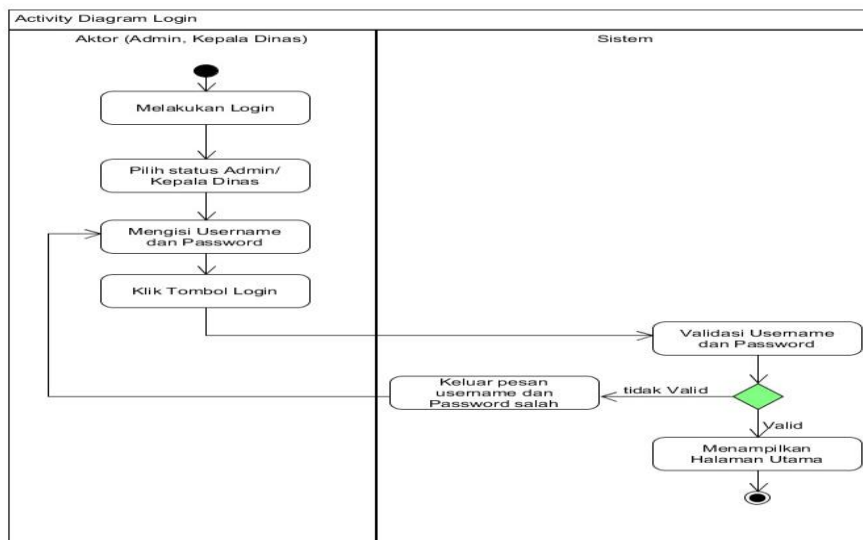 Activity Diagram Login
Aktor (Admin, Kepala Dinas)
Sistem
Melakukan Login
Pilih status Admin/
Kepala Dinas
Mengisi Username
dan Password
Klik Tombol Login
Validasi Username
dan Password
Keluar pesan
username dan
Password salah
tidak Valid
Valid
Menampilkan
Halaman Utama